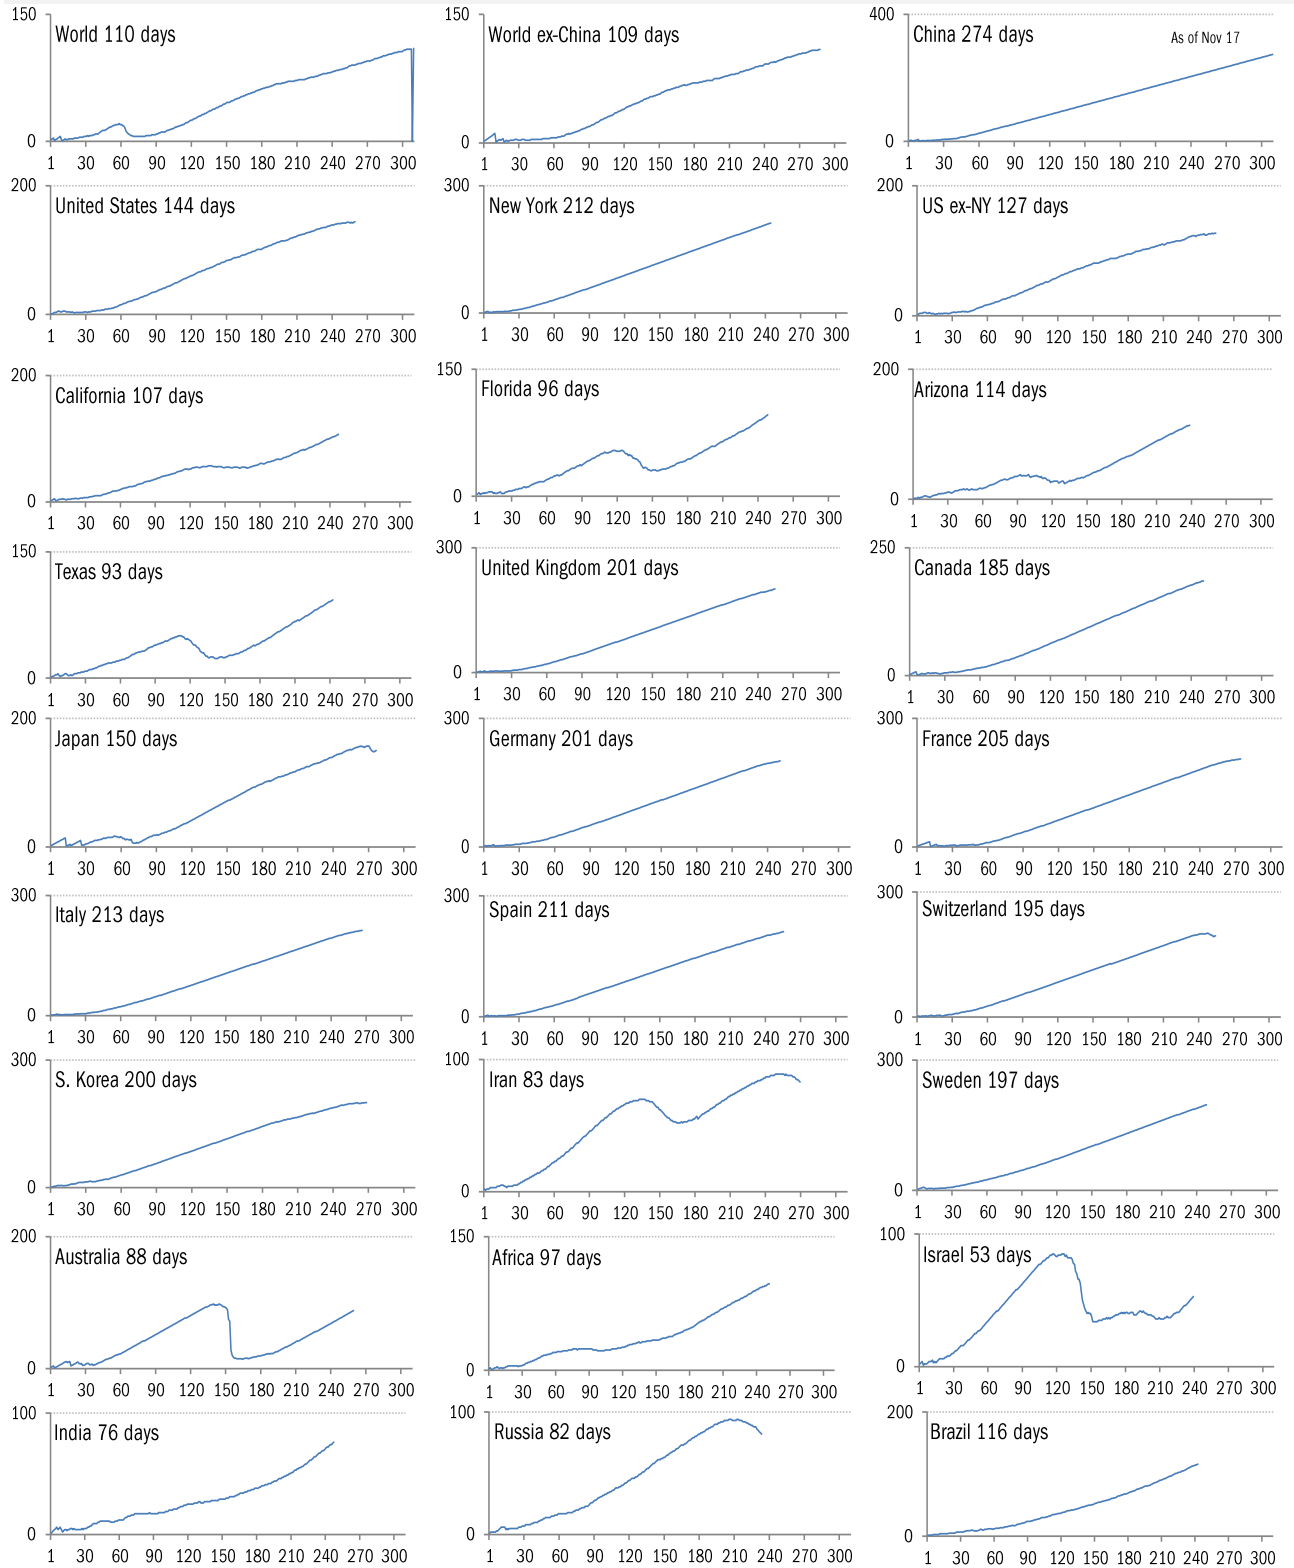 150
World 110 days
0
1 30 60 90 120 150 180 210 240 270 300
150
World ex-China 109 days
0
1 30 60 90 120 150 180 210 240 270 300
400
China 274 days
As of Nov 17
0
1 30 60 90 120 150 180 210 240 270 300
200
United States 144 days
0
1 30 60 90 120 150 180 210 240 270 300
300
New York 212 days
0
1 30 60 90 120 150 180 210 240 270 300
200
US ex-NY 127 days
0
1 30 60 90 120 150 180 210 240 270 300
200
California 107 days
0
1 30 60 90 120 150 180 210 240 270 300
150
Florida 96 days
0
1 30 60 90 120 150 180 210 240 270 300
200
Arizona 114 days
0
1 30 60 90 120 150 180 210 240 270 300
150
Texas 93 days
0
1 30 60 90 120 150 180 210 240 270 300
300
United Kingdom 201 days
0
1 30 60 90 120 150 180 210 240 270 300
250
Canada 185 days
0
1 30 60 90 120 150 180 210 240 270 300
200
Japan 150 days
0
1 30 60 90 120 150 180 210 240 270 300
300
Germany 201 days
0
1 30 60 90 120 150 180 210 240 270 300
300
France 205 days
0
1 30 60 90 120 150 180 210 240 270 300
300
Italy 213 days
0
1 30 60 90 120 150 180 210 240 270 300
300
Spain 211 days
0
1 30 60 90 120 150 180 210 240 270 300
300
Switzerland 195 days
0
1 30 60 90 120 150 180 210 240 270 300
300
S. Korea 200 days
0
1 30 60 90 120 150 180 210 240 270 300
100
Iran 83 days
0
1 30 60 90 120 150 180 210 240 270 300
300
Sweden 197 days
0
1 30 60 90 120 150 180 210 240 270 300
200
Australia 88 days
0
1 30 60 90 120 150 180 210 240 270 300
150
Africa 97 days
0
1 30 60 90 120 150 180 210 240 270 300
100
Israel 53 days
0
1 30 60 90 120 150 180 210 240 270 300
100
India 76 days
0
1 30 60 90 120 150 180 210 240 270 300
100
Russia 82 days
0
1 30 60 90 120 150 180 210 240 270 300
200
Brazil 116 days
0
1 30 60 90 120 150 180 210 240 270 300